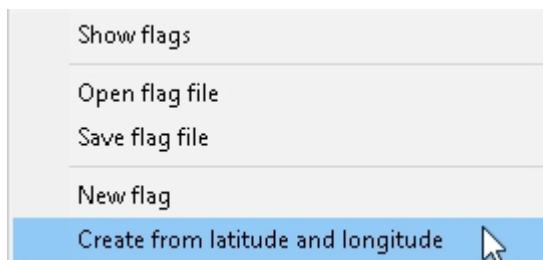 Show flags
Open flag file
Save flag file
New flag
Create from latitude and longitude